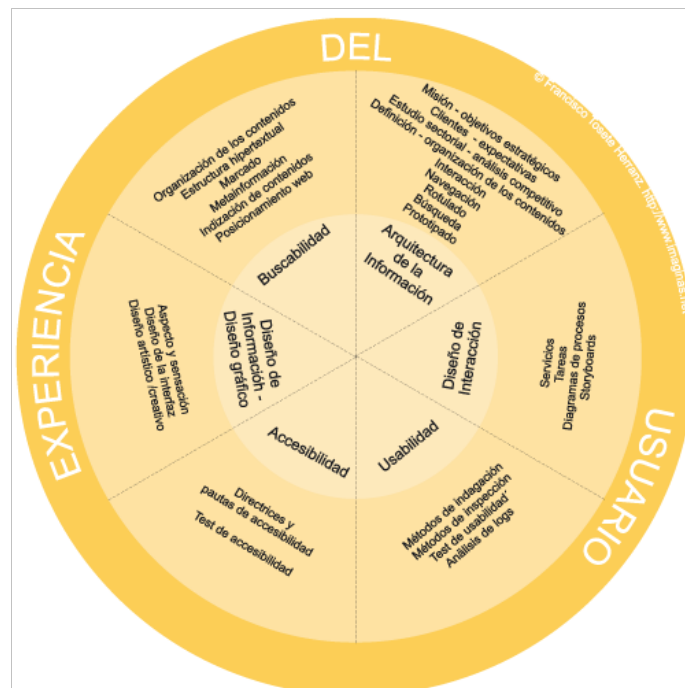 EXPERIENCIA
DEL
USUARIO
© Francisco Tosete Herranz. http://www.imaginas.net
Organización de los contenidos
Estructura hipertextual
Marcado
Metainformación
Indización de contenidos
Posicionamiento web
Buscabilidad
Misión - objetivos estratégicos
Clientes - expectativas
Estudio sectorial - análisis competitivo
Definición - organización de los contenidos
Interacción
Navegación
Rotulado
Búsqueda
Prototipado
Arquitectura
de la
Información
Diseño de
Interacción
Servicios
Tareas
Diagramas de procesos
Storyboards
Usabilidad
Métodos de indagación
Métodos de inspección
Test de usabilidad´
Análisis de logs
Accesibilidad
Directrices y
pautas de accesibilidad
Test de accesibilidad
Diseño de
Información -
Diseño gráfico
Aspecto y sensación
Diseño de la interfaz
Diseño artístico /creativo